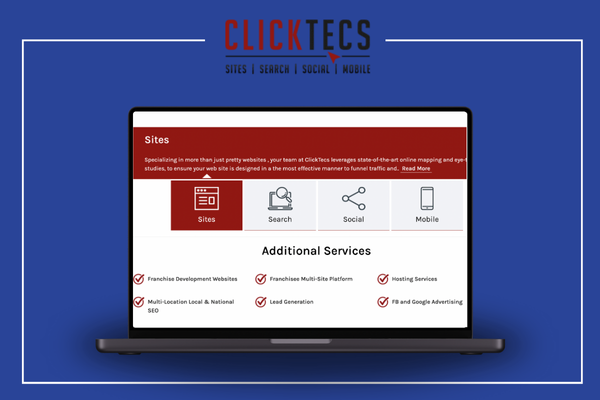 CLICKTECS
SITES | SEARCH | SOCIAL | MOBILE
Sites
Specializing in more than just pretty websites , your team at ClickTecs leverages state-of-the-art online mapping and eye-t
studies, to ensure your web site is designed in a the most effective manner to funnel traffic and.. Read More
Sites
Search
Social
Mobile
Additional Services
Franchise Development Websites
Franchisee Multi-Site Platform
Hosting Services
Multi-Location Local & National
SEO
Lead Generation
FB and Google Advertising